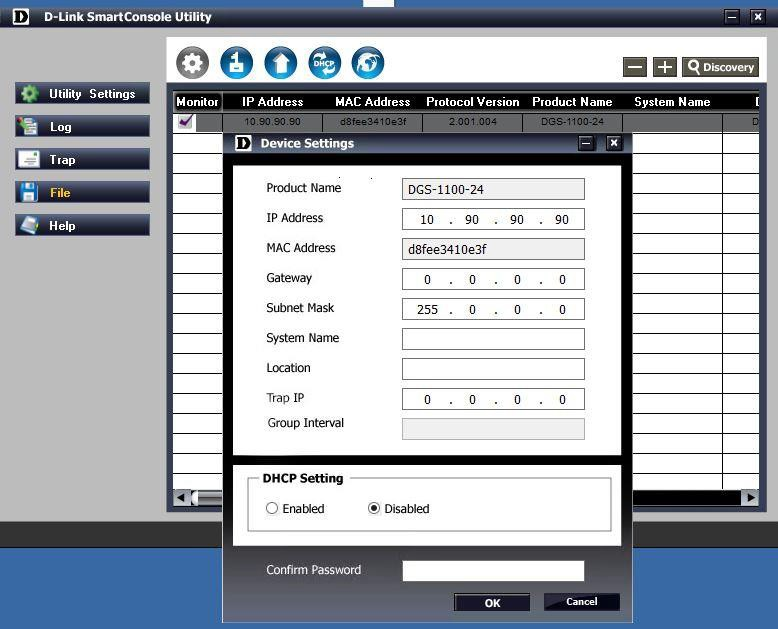 D D-Link SmartConsole Utility
DHCP
Discovery
Utility Settings
Log
Trap
File
Help
Monitor IP Address MAC Address Protocol Version Product Name System Name
10.90.90.90 d8fee3410e3f 2.001.004 DGS-1100-24 D
D Device Settings
Product Name DGS-1100-24
IP Address 10 . 90 . 90 . 90
MAC Address d8fee3410e3f
Gateway 0 . 0 . 0 . 0
Subnet Mask 255 . 0 . 0 . 0
System Name
Location
Trap IP 0 . 0 . 0 . 0
Group Interval
DHCP Setting
Enabled Disabled
Confirm Password
OK Cancel